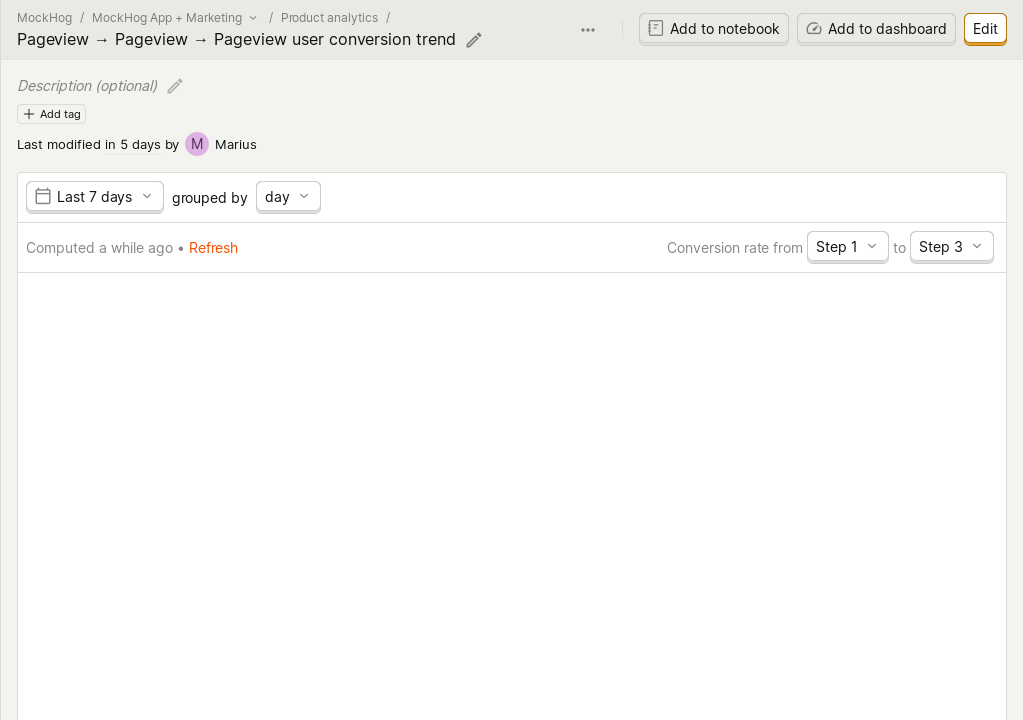 MockHog / MockHog App + Marketing / Product analytics /
Pageview → Pageview → Pageview user conversion trend
Add to notebook
Add to dashboard
Edit
Description (optional)
Add tag
Last modified in 5 days by M Marius
Last 7 days grouped by day
Computed a while ago • Refresh
Conversion rate from Step 1 to Step 3